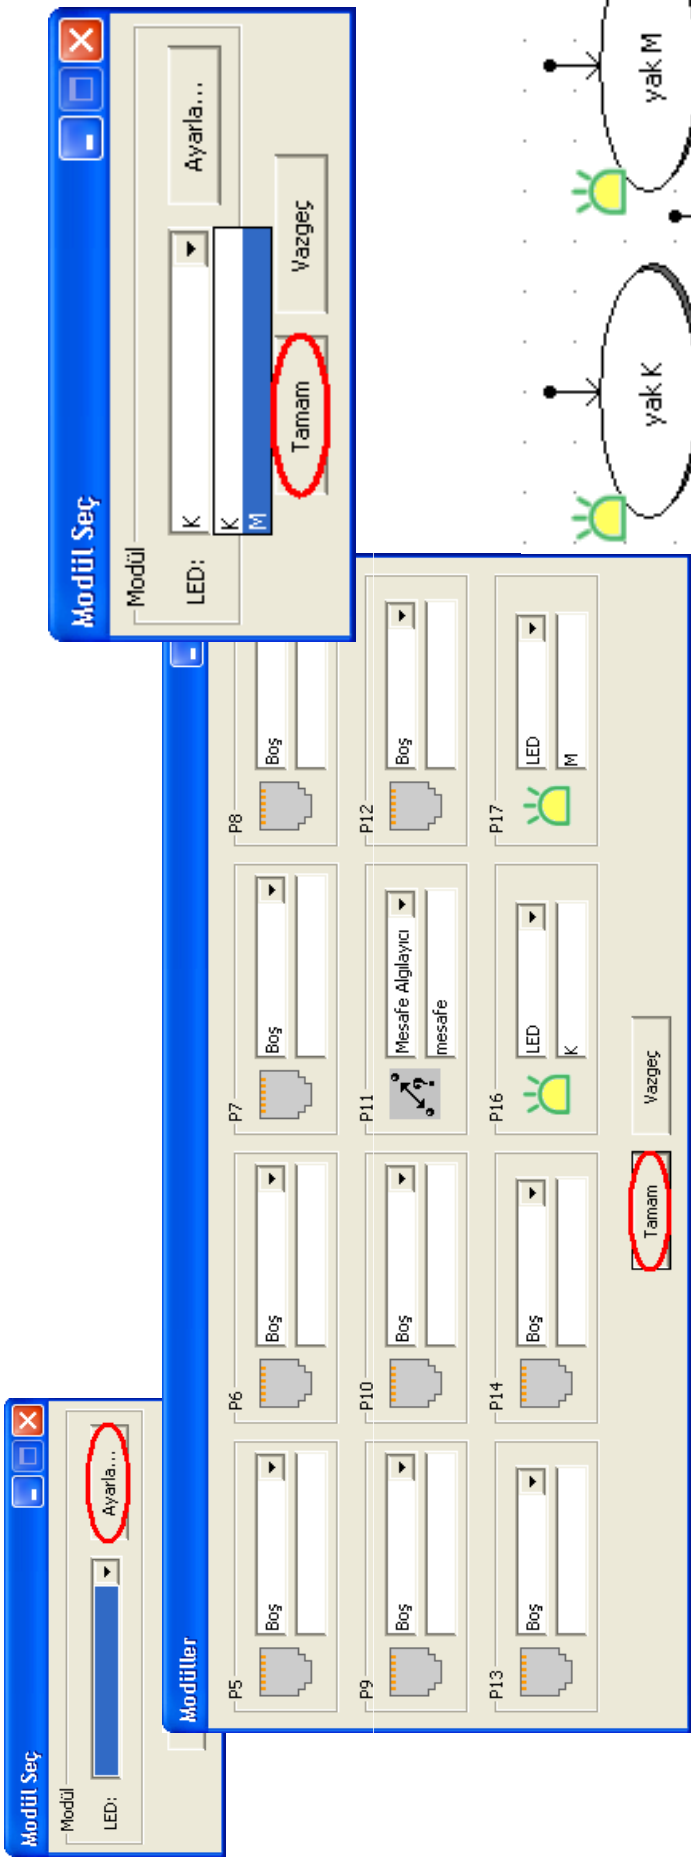 Modül Seç
Modül
LED:
Ayarla...
Modüller
P5
Boş
P6
Boş
P7
Boş
P8
Boş
P9
Boş
P10
Boş
P11
Mesafe Algılayıcı
mesafe
P12
Boş
P13
Boş
P14
Boş
P16
LED
K
P17
LED
M
Tamam
Vazgeç
Modül Seç
Modül
LED:
K
Ayarla...
K
M
Tamam
Vazgeç
yak K
yak M